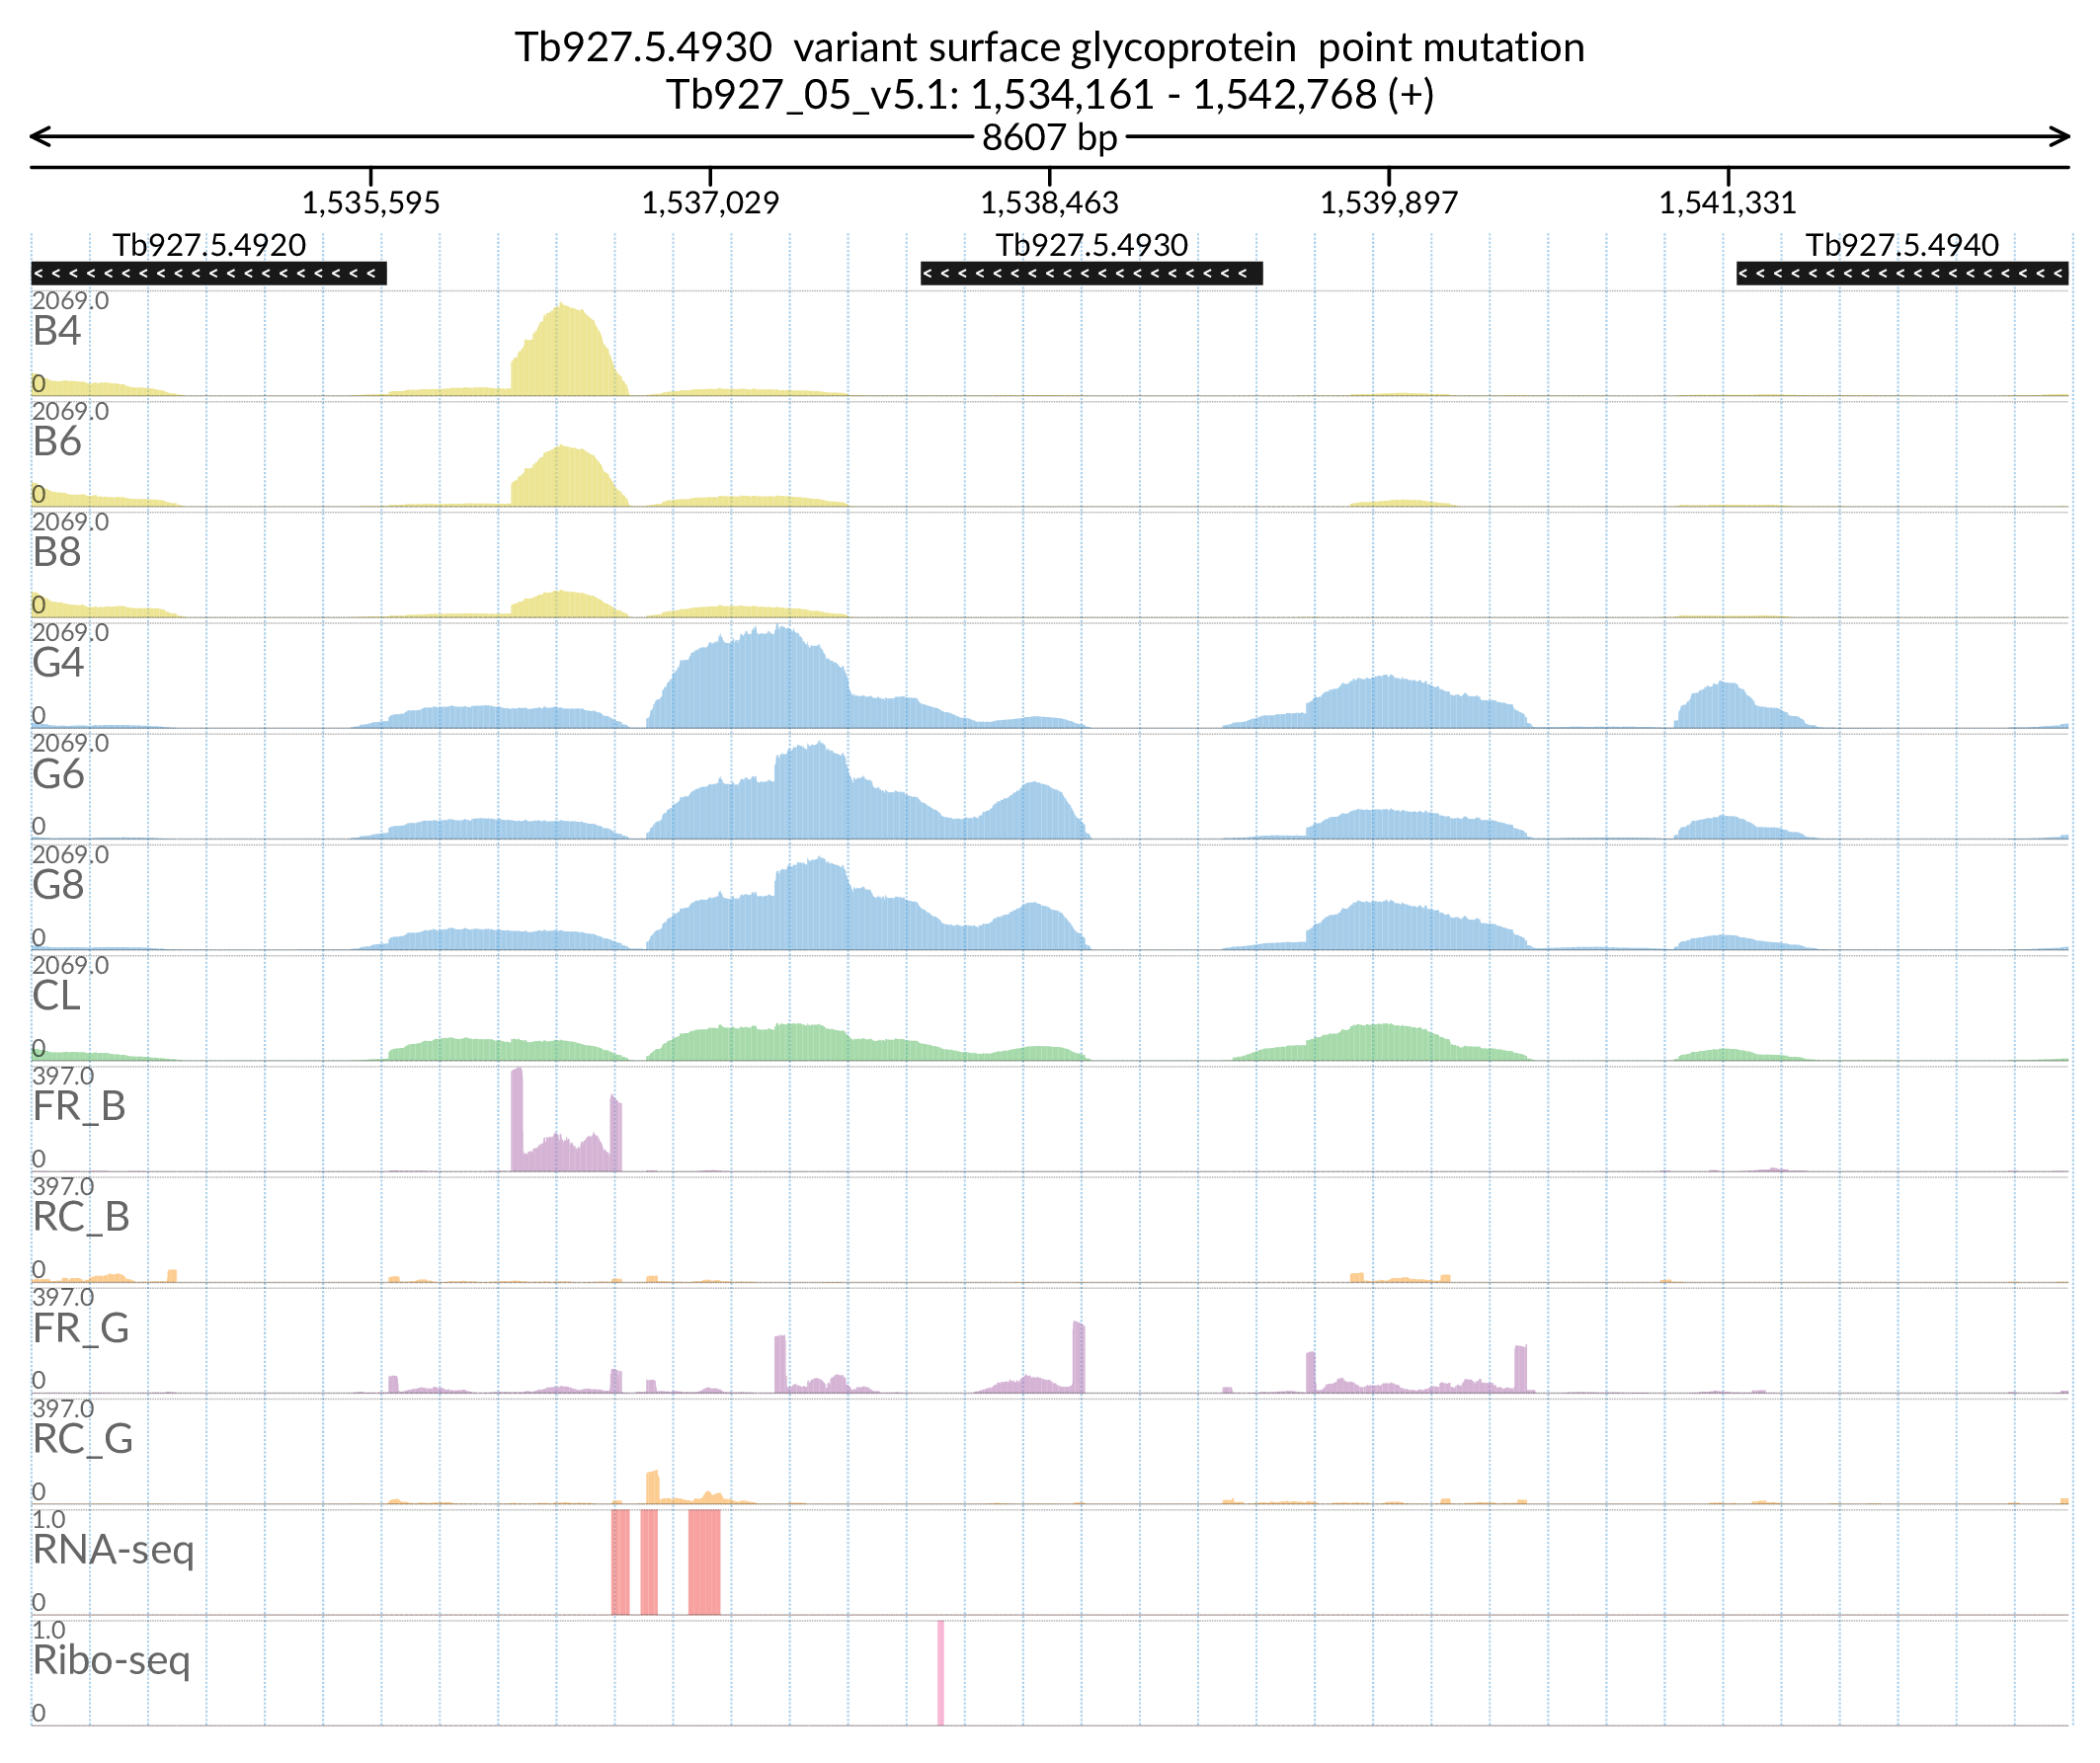 Tb927.5.4930 variant surface glycoprotein point mutation
Tb927_05_v5.1: 1,534,161 - 1,542,768 (+)
8607 bp
1,535,595 1,537,029 1,538,463 1,539,897 1,541,331
Tb927.5.4920 Tb927.5.4930 Tb927.5.4940
2069.0
B4
0
2069.0
B6
0
2069.0
B8
0
2069.0
G4
0
2069.0
G6
0
2069.0
G8
0
2069.0
CL
0
397.0
FR_B
0
397.0
RC_B
0
397.0
FR_G
0
397.0
RC_G
0
1.0
RNA-seq
0
1.0
Ribo-seq
0